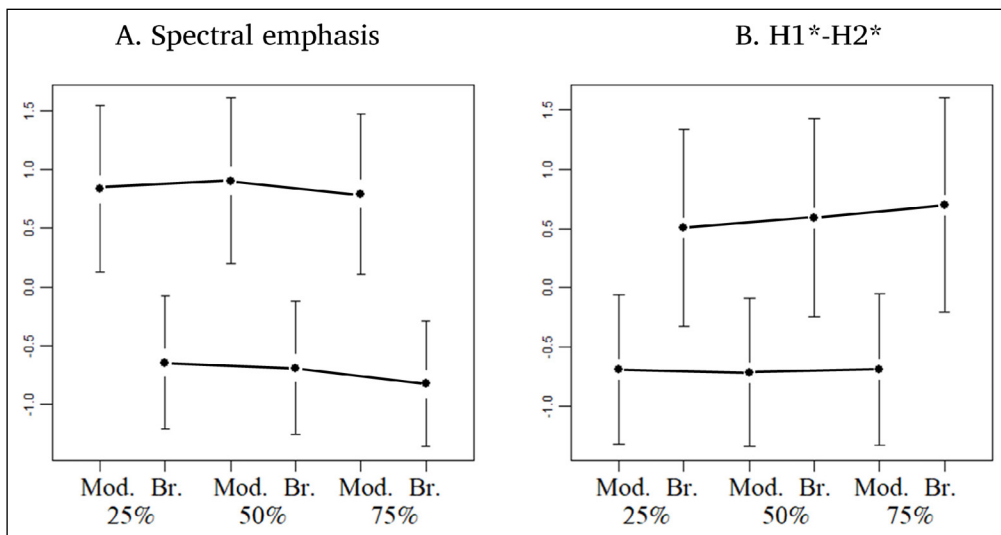 A. Spectral emphasis
1.5
1.0
0.5
0.0
-0.5
-1.0
Mod. Br. Mod. Br. Mod. Br.
25% 50% 75%
B. H1*-H2*
1.5
1.0
0.5
0.0
-0.5
-1.0
Mod. Br. Mod. Br. Mod. Br.
25% 50% 75%